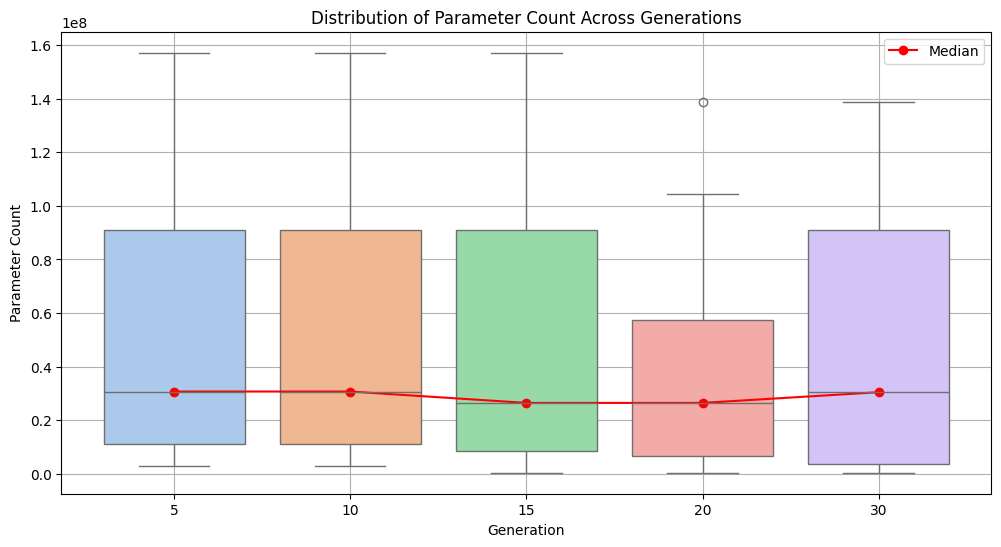 Distribution of Parameter Count Across Generations
1e8
1.6
1.4
1.2
1.0
0.8
0.6
0.4
0.2
0.0
Parameter Count
Median
5 10 15 20 30
Generation